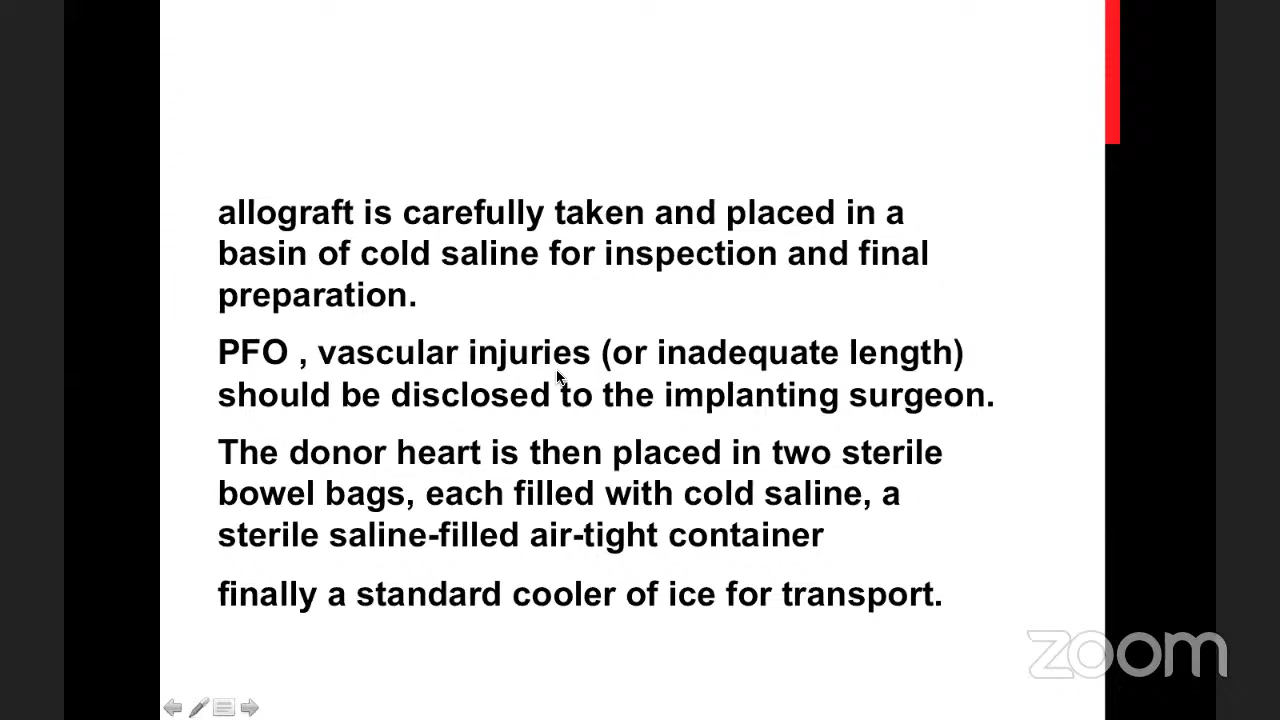 allograft is carefully taken and placed in a
basin of cold saline for inspection and final
preparation.
PFO , vascular injuries (or inadequate length)
should be disclosed to the implanting surgeon.
The donor heart is then placed in two sterile
bowel bags, each filled with cold saline, a
sterile saline-filled air-tight container
finally a standard cooler of ice for transport.
zoom